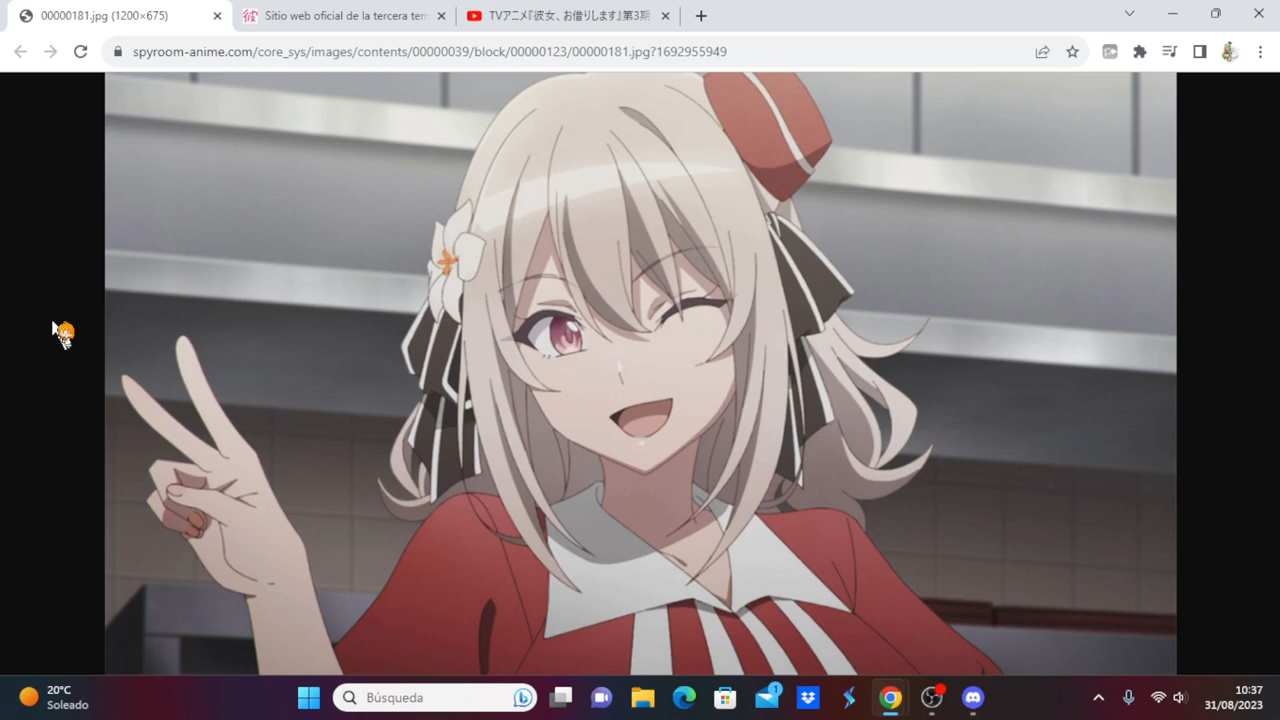 00000181.jpg (1200×675)
Sitio web oficial de la tercera tem
TVアニメ『彼女、お借りします』第3期
spyroom-anime.com/core_sys/images/contents/00000039/block/00000123/00000181.jpg?1692955949
20°C
Soleado
Búsqueda
1
10:37
31/08/2023